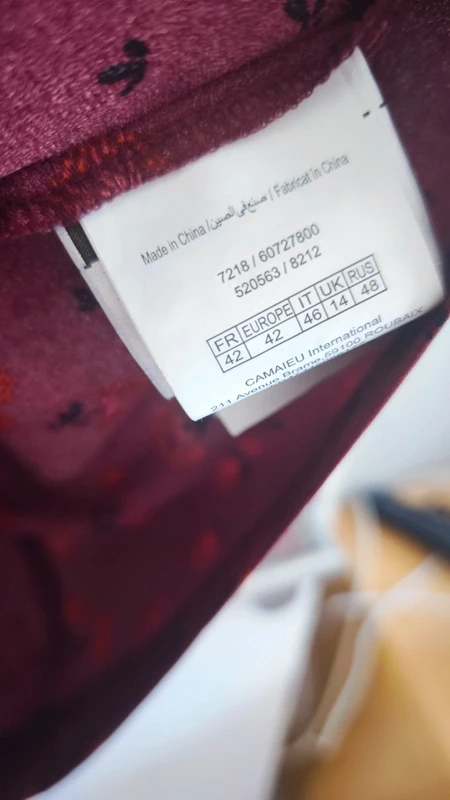 Made in China / صنع في الصين / Fabricat in China
7218 / 60727800
520563 / 8212
FR EUROPE IT UK RUS
42 42 46 14 48
CAMAIEU International
211 Avenue Brame 59100 ROUBAIX